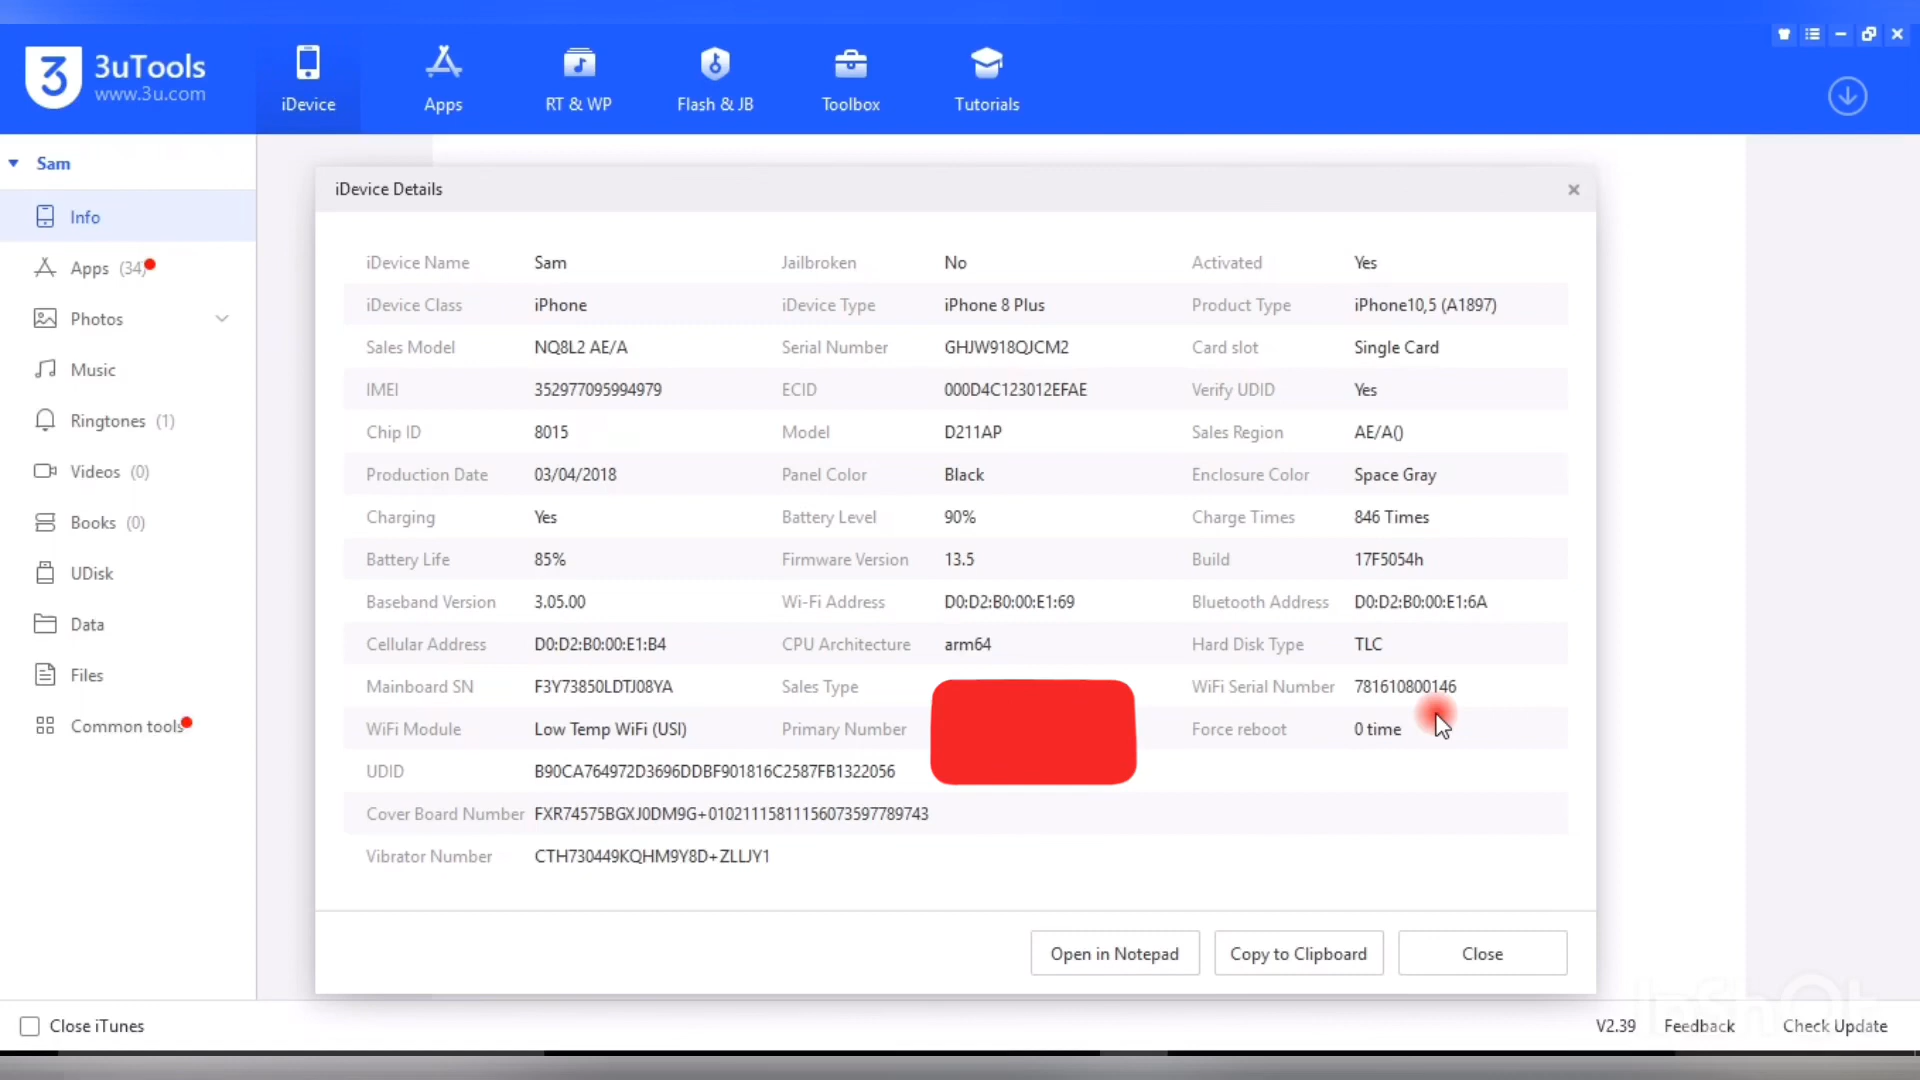 3uTools
www.3u.com
iDevice
Apps
RT & WP
Flash & JB
Toolbox
Tutorials
Sam
Info
Apps (34)
Photos
Music
Ringtones (1)
Videos (0)
Books (0)
UDisk
Data
Files
Common tools
iDevice Details
iDevice Name Sam Jailbroken No Activated Yes
iDevice Class iPhone iDevice Type iPhone 8 Plus Product Type iPhone10,5 (A1897)
Sales Model NQ8L2 AE/A Serial Number GHJW918QJCM2 Card slot Single Card
IMEI 352977095994979 ECID 000D4C123012EFAE Verify UDID Yes
Chip ID 8015 Model D211AP Sales Region AE/A()
Production Date 03/04/2018 Panel Color Black Enclosure Color Space Gray
Charging Yes Battery Level 90% Charge Times 846 Times
Battery Life 85% Firmware Version 13.5 Build 17F5054h
Baseband Version 3.05.00 Wi-Fi Address D0:D2:B0:00:E1:69 Bluetooth Address D0:D2:B0:00:E1:6A
Cellular Address D0:D2:B0:00:E1:B4 CPU Architecture arm64 Hard Disk Type TLC
Mainboard SN F3Y73850LDTJ08YA Sales Type WiFi Serial Number 781610800146
WiFi Module Low Temp WiFi (USI) Primary Number Force reboot 0 time
UDID B90CA764972D3696DDBF901816C2587FB1322056
Cover Board Number FXR74575BGXJ0DM9G+01021115811156073597789743
Vibrator Number CTH730449KQHM9Y8D+ZLLJY1
Open in Notepad
Copy to Clipboard
Close
Close iTunes
V2.39
Feedback
Check Update